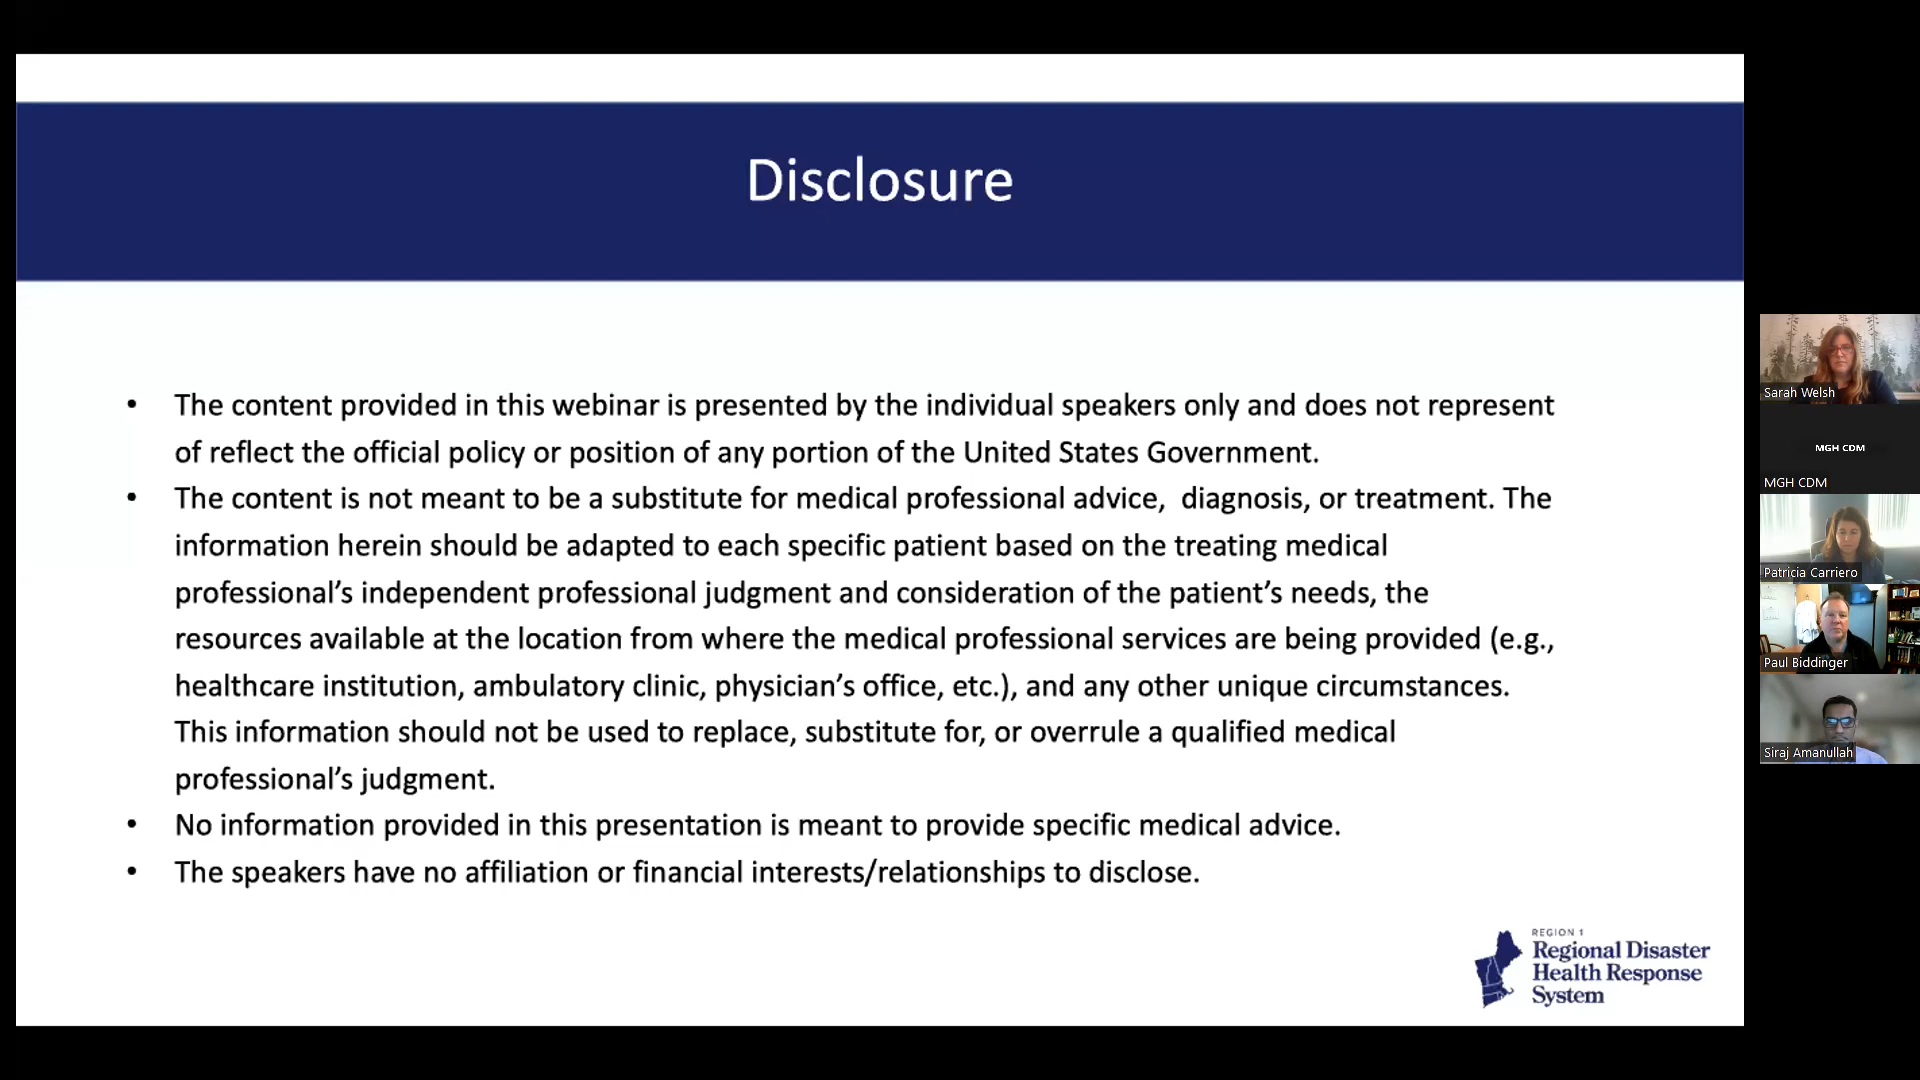 Disclosure
• The content provided in this webinar is presented by the individual speakers only and does not represent
of reflect the official policy or position of any portion of the United States Government.
• The content is not meant to be a substitute for medical professional advice,  diagnosis, or treatment. The
information herein should be adapted to each specific patient based on the treating medical
professional’s independent professional judgment and consideration of the patient’s needs, the
resources available at the location from where the medical professional services are being provided (e.g.,
healthcare institution, ambulatory clinic, physician’s office, etc.), and any other unique circumstances.
This information should not be used to replace, substitute for, or overrule a qualified medical
professional’s judgment.
• No information provided in this presentation is meant to provide specific medical advice.
• The speakers have no affiliation or financial interests/relationships to disclose.
REGION 1
Regional Disaster
Health Response
System
Sarah Welsh
MGH CDM
MGH CDM
Patricia Carriero
Paul Biddinger
Siraj Amanullah